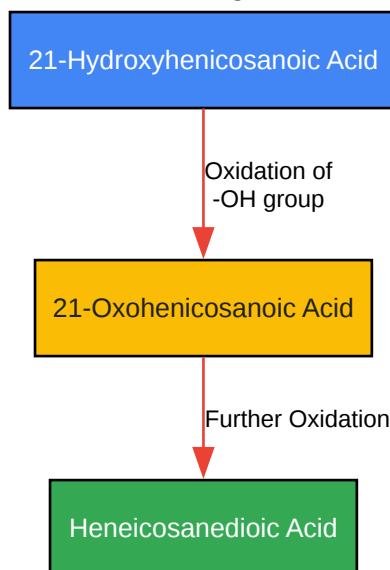 21-Hydroxyhenicosanoic Acid
Oxidation of
-OH group
21-Oxohenicosanoic Acid
Further Oxidation
Heneicosanedioic Acid